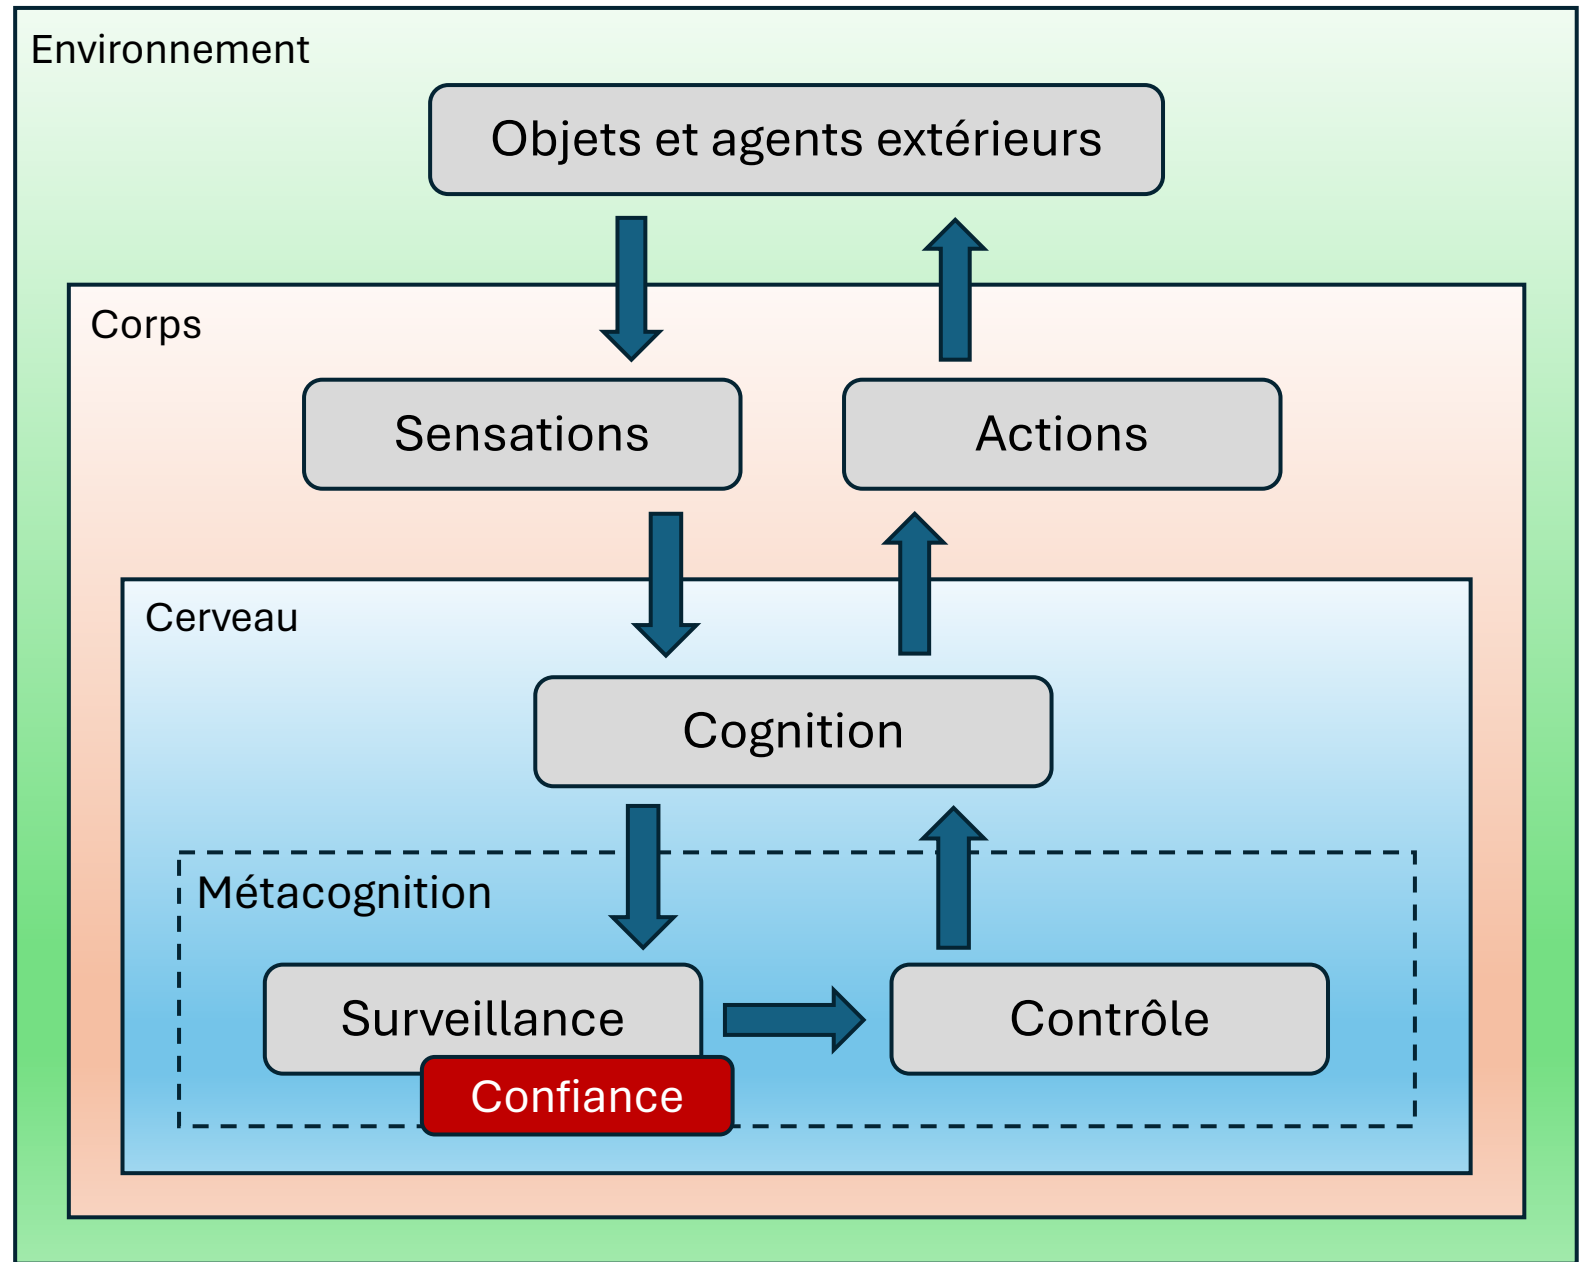 Environnement
Objets et agents extérieurs
Corps
Sensations
Actions
Cerveau
Cognition
Métacognition
Surveillance
Contrôle
Confiance